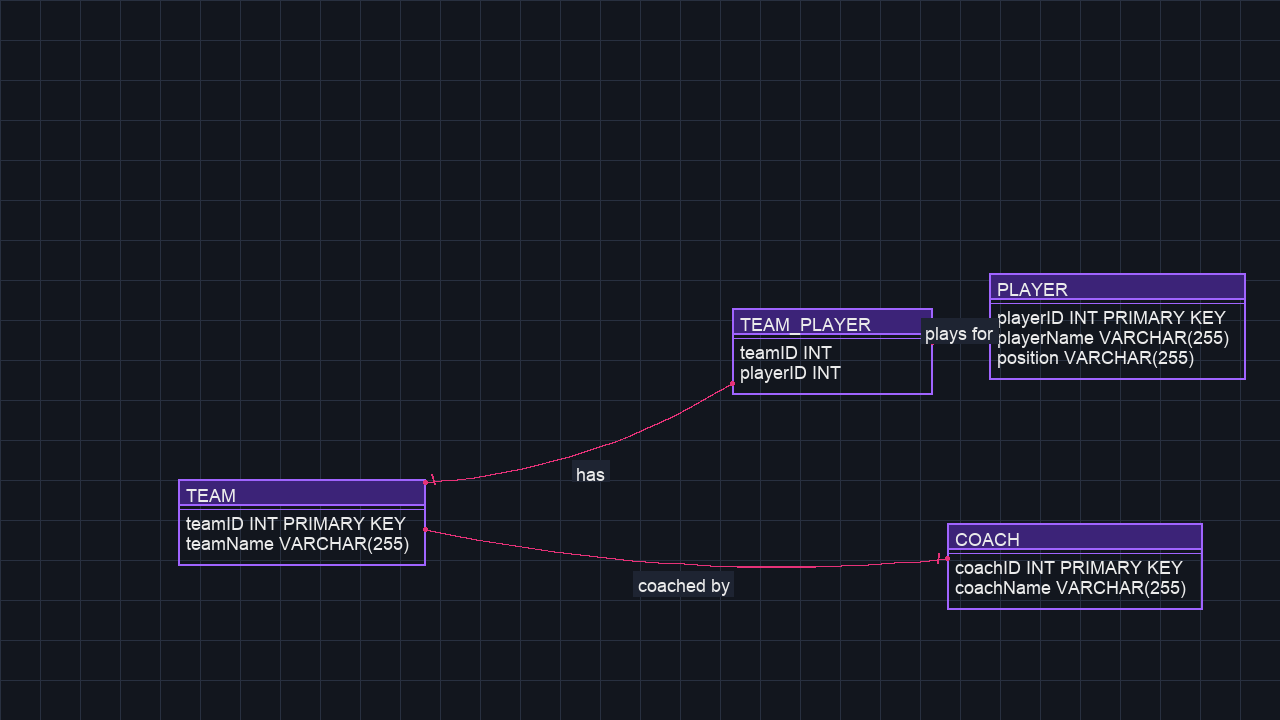 PLAYER
playerID INT PRIMARY KEY
playerName VARCHAR(255)
position VARCHAR(255)
TEAM_PLAYER
teamID INT
playerID INT
plays for
has
TEAM
teamID INT PRIMARY KEY
teamName VARCHAR(255)
coached by
COACH
coachID INT PRIMARY KEY
coachName VARCHAR(255)